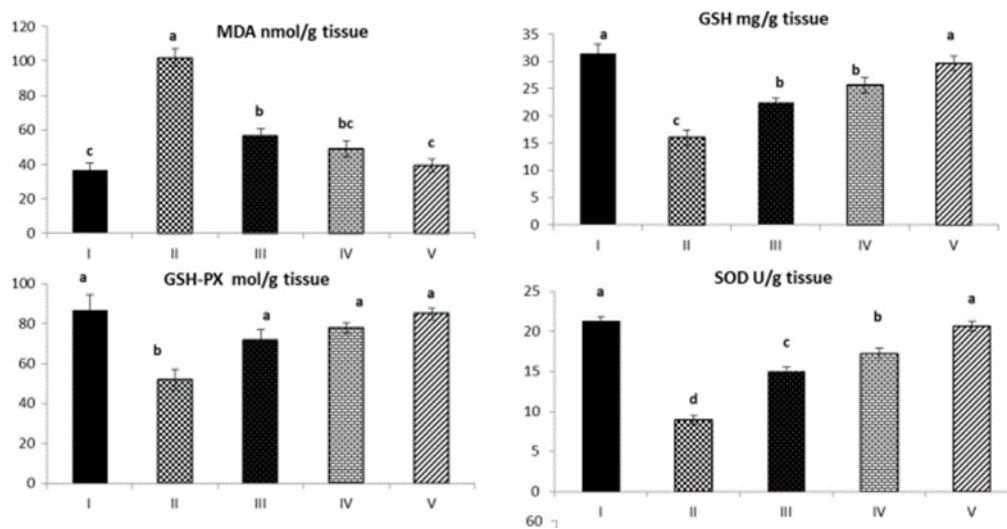 MDA nmol/g tissue
120
100
80
60
40
20
0
c
a
b
bc
c
I II III IV V
GSH mg/g tissue
35
30
25
20
15
10
5
0
a
c
b
b
a
I II III IV V
GSH-PX mol/g tissue
100
80
60
40
20
0
a
b
a
a
a
I II III IV V
SOD U/g tissue
25
20
15
10
5
0
a
d
c
b
a
I II III IV V
60